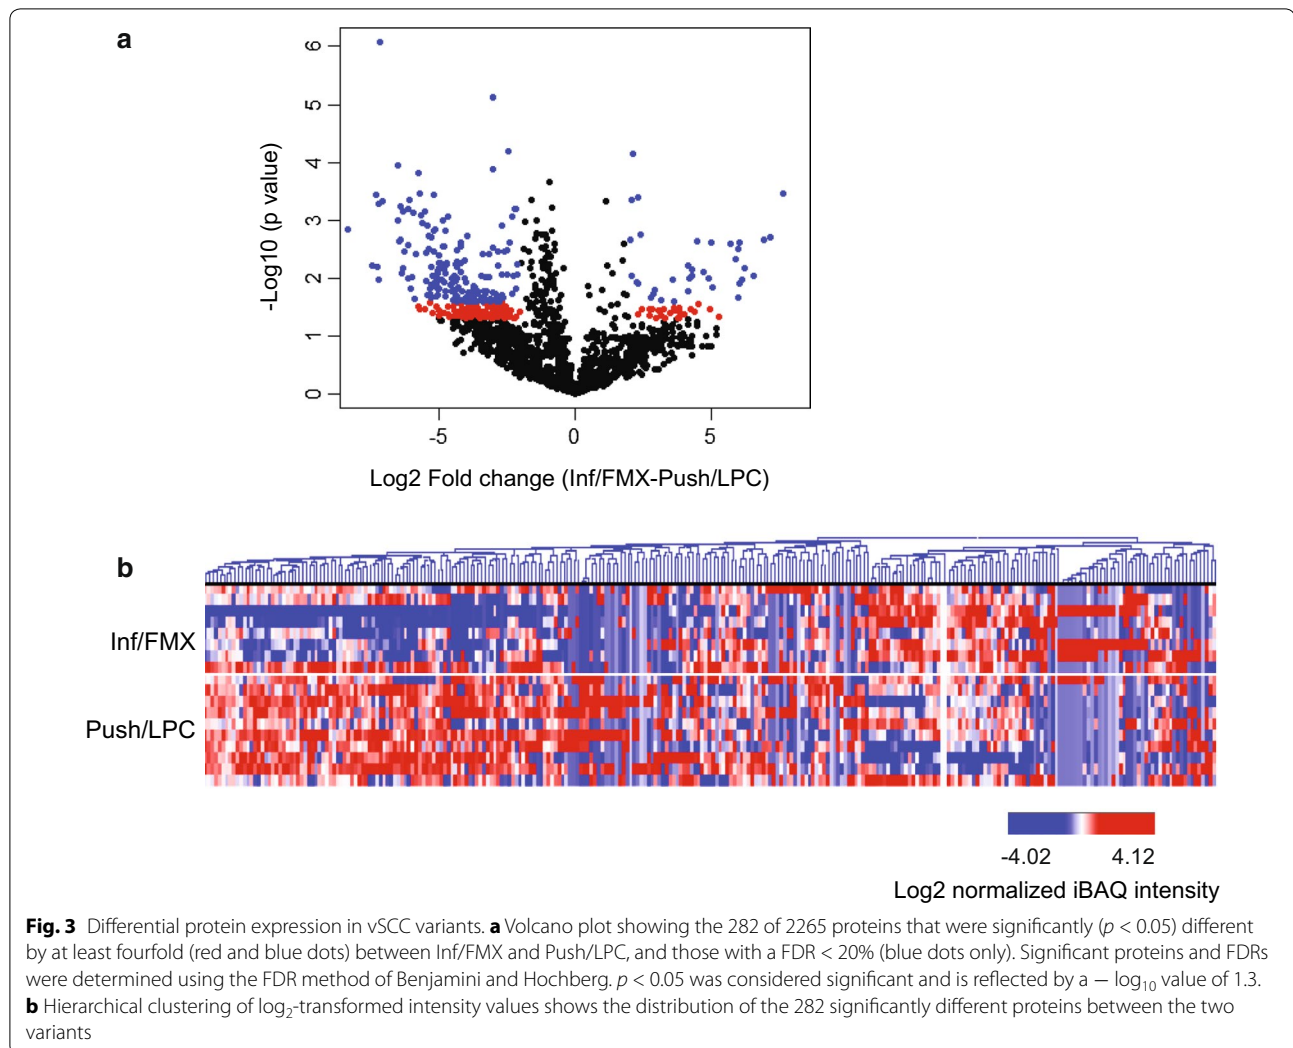 a
6
5
4
3
2
1
0
-Log10 (p value)
-5 0 5
Log2 Fold change (Inf/FMX-Push/LPC)
b
Inf/FMX
Push/LPC
-4.02 4.12
Log2 normalized iBAQ intensity
Fig. 3 Differential protein expression in vSCC variants. a Volcano plot showing the 282 of 2265 proteins that were significantly (p < 0.05) different
by at least fourfold (red and blue dots) between Inf/FMX and Push/LPC, and those with a FDR < 20% (blue dots only). Significant proteins and FDRs
were determined using the FDR method of Benjamini and Hochberg. p < 0.05 was considered significant and is reflected by a − log10 value of 1.3.
b Hierarchical clustering of log2-transformed intensity values shows the distribution of the 282 significantly different proteins between the two
variants